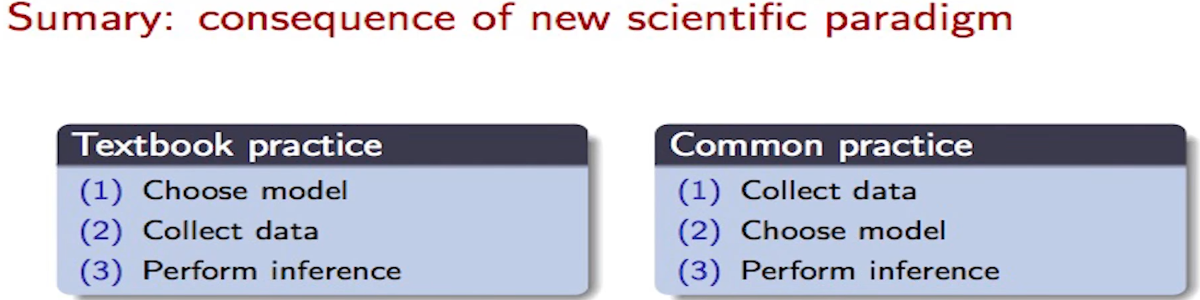 Sumary: consequence of new scientific paradigm
Textbook practice
(1) Choose model
(2) Collect data
(3) Perform inference
Common practice
(1) Collect data
(2) Choose model
(3) Perform inference